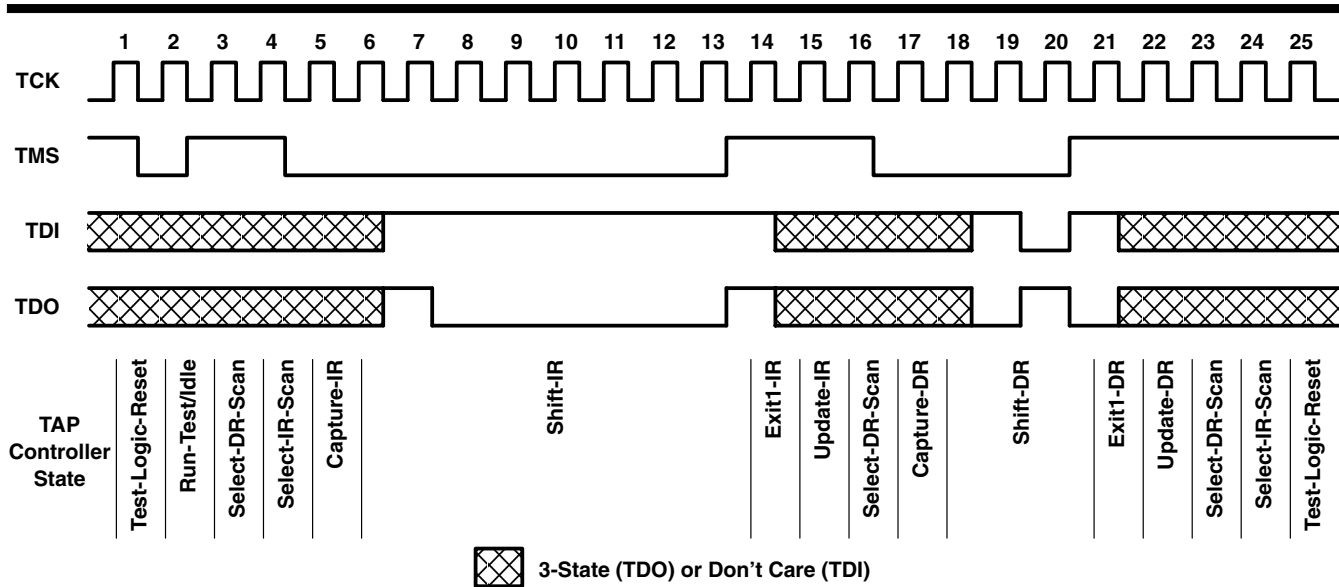 1 2 3 4 5 6 7 8 9 10 11 12 13 14 15 16 17 18 19 20 21 22 23 24 25
TCK
TMS
TDI
TDO
TAP
Controller
State
Test-Logic-Reset
Run-Test/Idle
Select-DR-Scan
Select-IR-Scan
Capture-IR
Shift-IR
Exit1-IR
Update-IR
Select-DR-Scan
Capture-DR
Shift-DR
Exit1-DR
Update-DR
Select-DR-Scan
Select-IR-Scan
Test-Logic-Reset
3-State (TDO) or Don't Care (TDI)